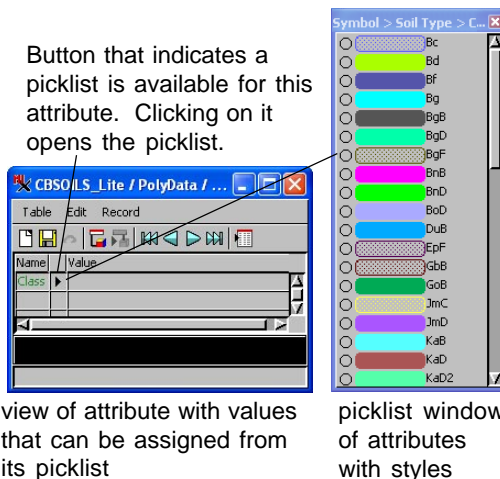 Button that indicates a
picklist is available for this
attribute. Clicking on it
opens the picklist.
CBSOILS_Lite / PolyData / ...
Table Edit Record
Name Value
Class
view of attribute with values
that can be assigned from
its picklist
Symbol > Soil Type > C...
Bc
Bd
Bf
Bg
BgB
BgD
BgF
BnB
BnD
BoD
DuB
EpF
GbB
GoB
JmC
JmD
KaB
KaD
KaD2
picklist window
of attributes
with styles